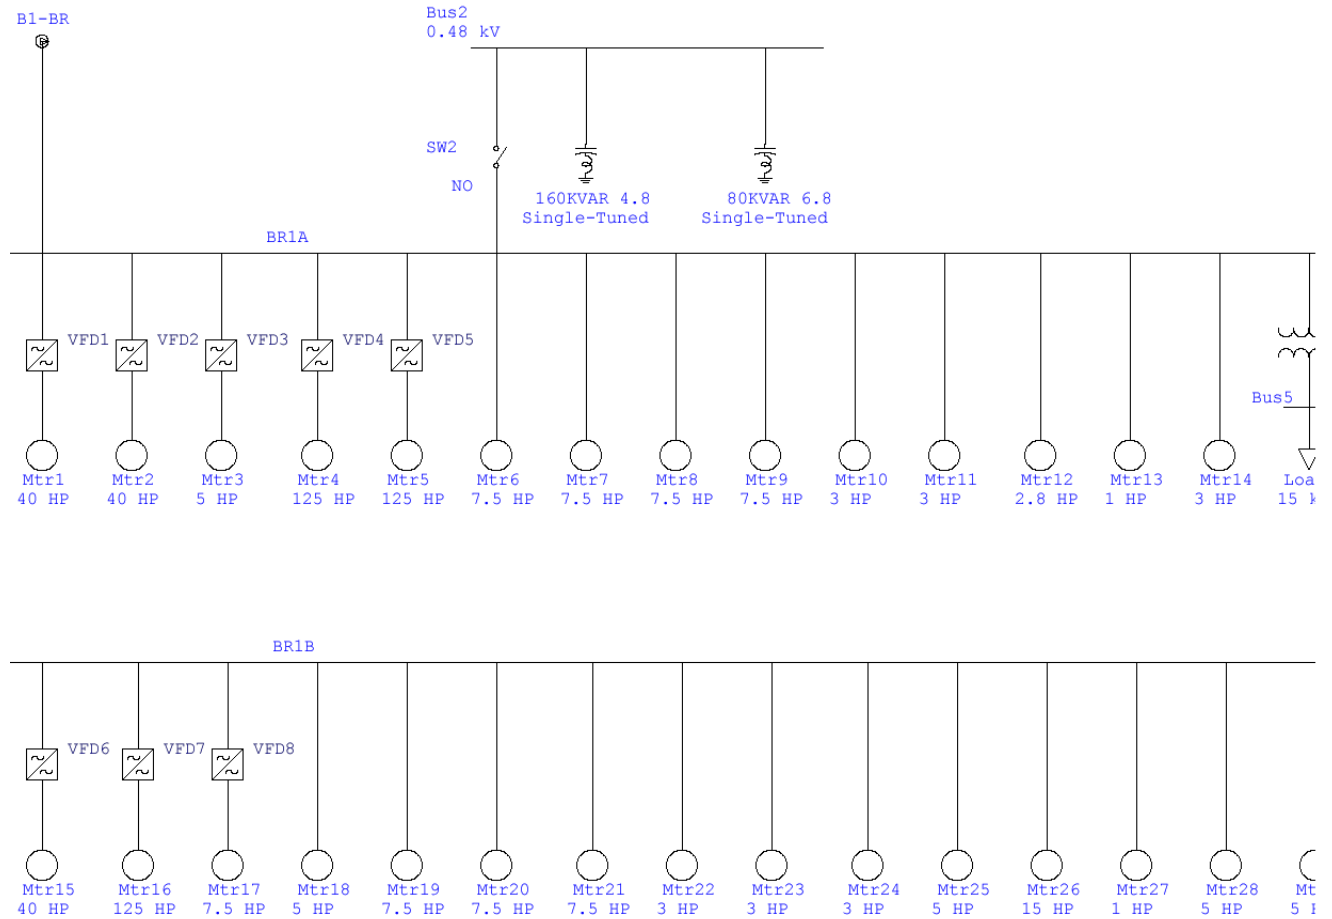 B1-BR
Bus2
0.48 kV
SW2
NO
160KVAR 4.8
Single-Tuned
80KVAR 6.8
Single-Tuned
BR1A
VFD1 VFD2 VFD3 VFD4 VFD5
Bus5
Mtr1 Mtr2 Mtr3 Mtr4 Mtr5 Mtr6 Mtr7 Mtr8 Mtr9 Mtr10 Mtr11 Mtr12 Mtr13 Mtr14 Loa
40 HP 40 HP 5 HP 125 HP 125 HP 7.5 HP 7.5 HP 7.5 HP 7.5 HP 3 HP 3 HP 2.8 HP 1 HP 3 HP 15
BR1B
VFD6 VFD7 VFD8
Mtr15 Mtr16 Mtr17 Mtr18 Mtr19 Mtr20 Mtr21 Mtr22 Mtr23 Mtr24 Mtr25 Mtr26 Mtr27 Mtr28 Mt
40 HP 125 HP 7.5 HP 5 HP 7.5 HP 7.5 HP 7.5 HP 3 HP 3 HP 3 HP 5 HP 15 HP 1 HP 5 HP 5